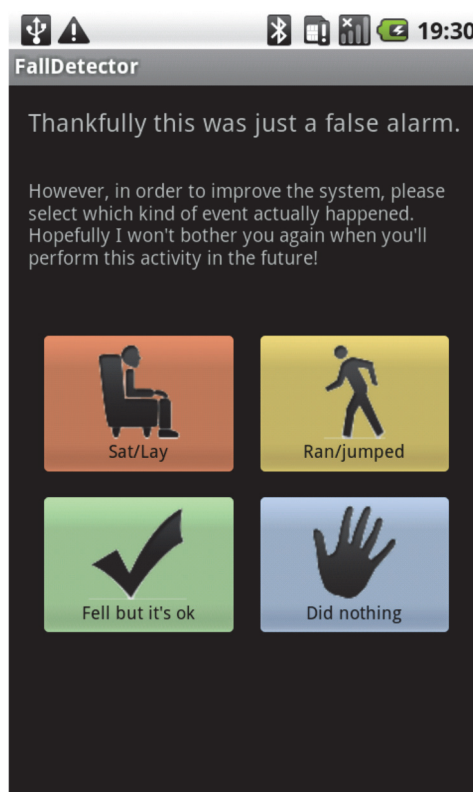 19:30
FallDetector
Thankfully this was just a false alarm.
However, in order to improve the system, please
select which kind of event actually happened.
Hopefully I won't bother you again when you'll
perform this activity in the future!
Sat/Lay
Ran/jumped
Fell but it's ok
Did nothing